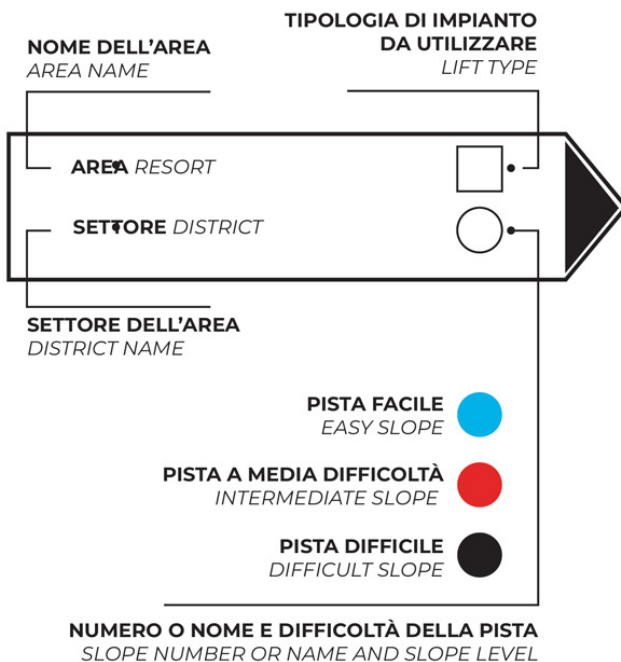 NOME DELL'AREA
AREA NAME
TIPOLOGIA DI IMPIANTO
DA UTILIZZARE
LIFT TYPE
AREA RESORT
SETTORE DISTRICT
SETTORE DELL'AREA
DISTRICT NAME
PISTA FACILE
EASY SLOPE
PISTA A MEDIA DIFFICOLTÀ
INTERMEDIATE SLOPE
PISTA DIFFICILE
DIFFICULT SLOPE
NUMERO O NOME E DIFFICOLTÀ DELLA PISTA
SLOPE NUMBER OR NAME AND SLOPE LEVEL